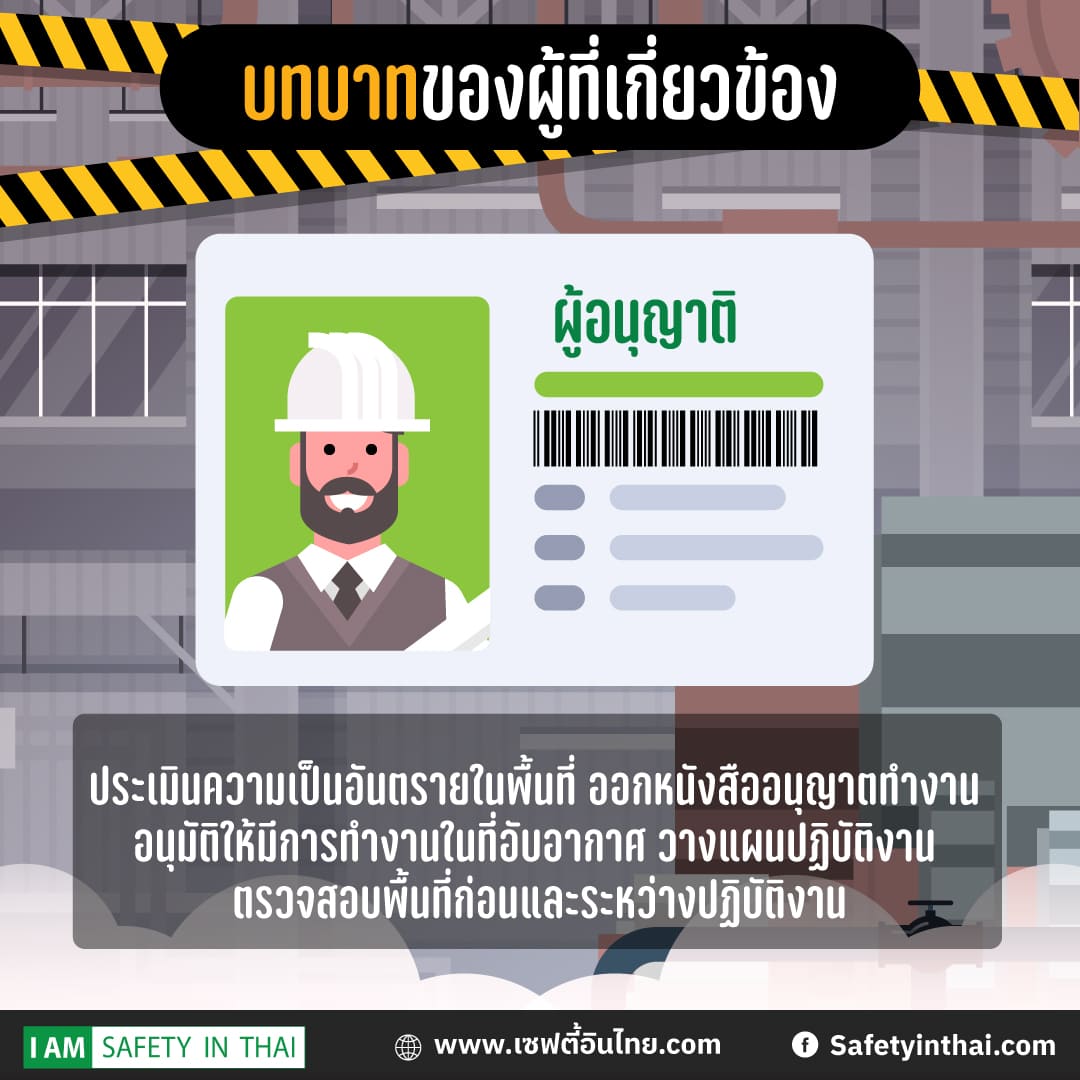 บทบาทของผู้ที่เกี่ยวข้อง
ผู้อนุญาติ
ประเมินความเป็นอันตรายในพื้นที่ ออกหนังสืออนุญาตทำงาน
อนุมัติให้มีการทำงานในที่อับอากาศ วางแผนปฏิบัติงาน
ตรวจสอบพื้นที่ก่อนและระหว่างปฏิบัติงาน
I AM SAFETY IN THAI
www.เซฟตี้อินไทย.com
Safetyinthai.com